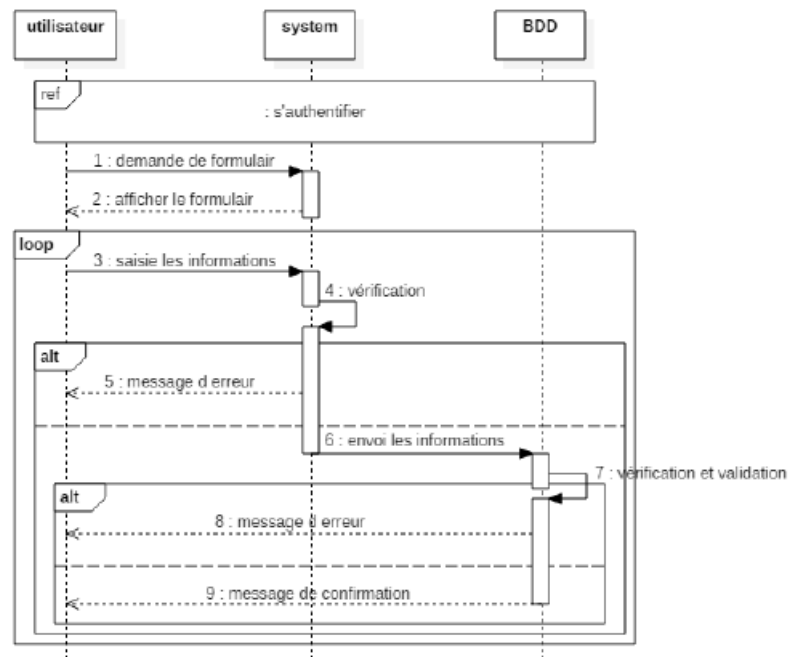 utilisateur
system
BDD
ref
: s'authentifier
1 : demande de formulair
2 : afficher le formulair
loop
3 : saisie les informations
4 : vérification
alt
5 : message d erreur
6 : envoi les informations
7 : vérification et validation
alt
8 : message d erreur
9 : message de confirmation